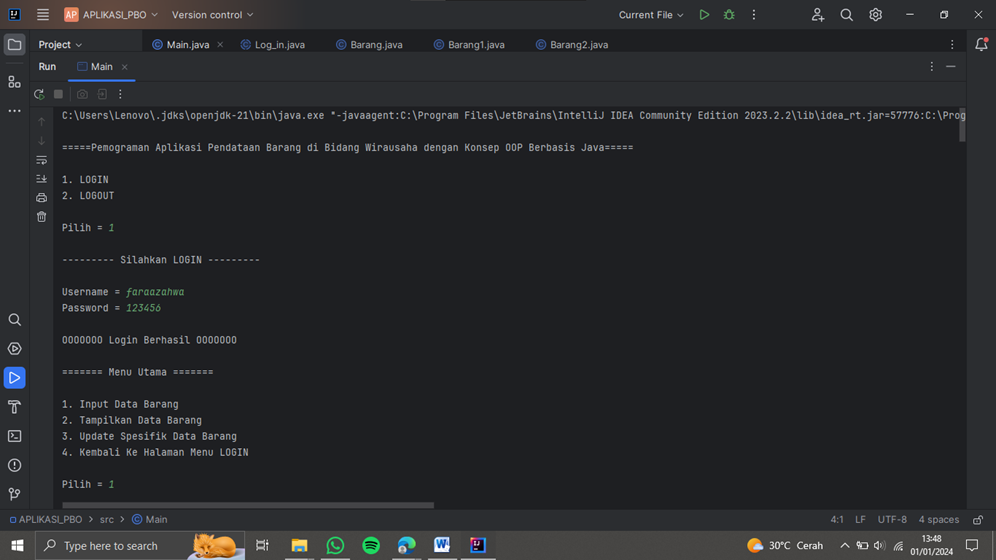 AP APLIKASI_PBO Version control Current File
Project Main.java Log_in.java Barang.java Barang1.java Barang2.java
Run Main
C:\Users\Lenovo\.jdks\openjdk-21\bin\java.exe "-javaagent:C:\Program Files\JetBrains\IntelliJ IDEA Community Edition 2023.2.2\lib\idea_rt.jar=57776:C:\Prog
=====Pemograman Aplikasi Pendataan Barang di Bidang Wirausaha dengan Konsep OOP Berbasis Java=====
1. LOGIN
2. LOGOUT
Pilih = 1
--------- Silahkan LOGIN ---------
Username = faraazahwa
Password = 123456
OOOOOOO Login Berhasil OOOOOOO
======= Menu Utama =======
1. Input Data Barang
2. Tampilkan Data Barang
3. Update Spesifik Data Barang
4. Kembali Ke Halaman Menu LOGIN
Pilih = 1
APLIKASI_PBO > src > Main 4:1 LF UTF-8 4 spaces
Type here to search 30°C Cerah 13:48
01/01/2024